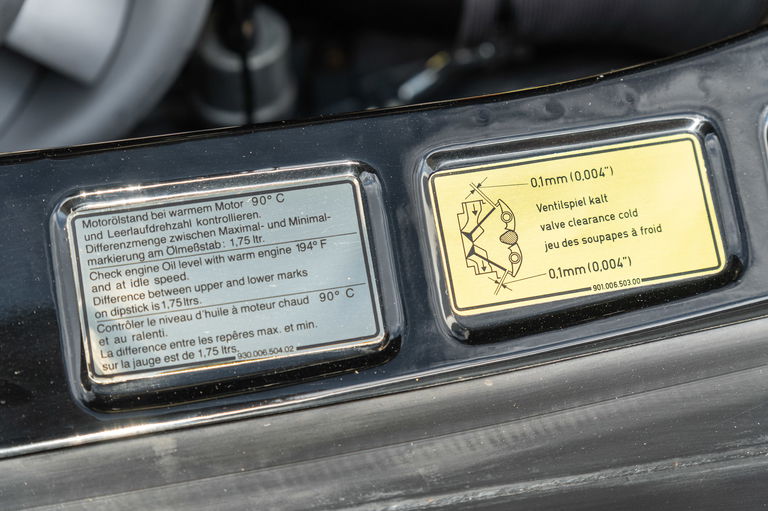 Motorölstand bei warmem Motor 90° C
und Leerlaufdrehzahl kontrollieren.
Differenzmenge zwischen Maximal- und Minimal-
markierung am Ölmeßstab: 1,75 ltr.
Check engine Oil level with warm engine 194° F
and at idle speed.
Difference between upper and lower marks
on dipstick is 1,75 ltrs.
Contrôler le niveau d'huile à moteur chaud 90° C
et au ralenti.
La difference entre les repères max. et min.
sur la jauge est de 1,75 ltrs.
930.006.504.02
0.1mm (0,004")
Ventilspiel kalt
valve clearance cold
jeu des soupapes à froid
0,1mm (0,004")
901.006.503.00